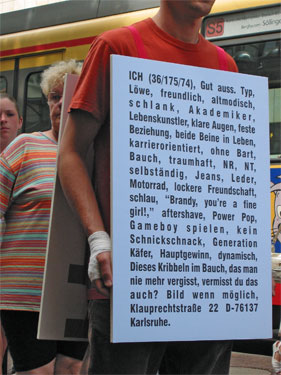 S5
ICH (36/175/74), Gut auss. Typ,
Löwe, freundlich, altmodisch,
schlank, Akademiker,
Lebenskunstler, klare Augen, feste
Beziehung, beide Beine in Leben,
karrierorientiert, ohne Bart,
Bauch, traumhaft, NR, NT,
selbständig, Jeans, Leder,
Motorrad, lockere Freundschaft,
schlau, "Brandy, you're a fine
girl!," aftershave, Power Pop,
Gameboy spielen, kein
Schnickschnack, Generation
Käfer, Hauptgewinn, dynamisch,
Dieses Kribbeln im Bauch, das man
nie mehr vergisst, vermisst du das
auch? Bild wenn möglich,
Klauprechtstraße 22 D-76137
Karlsruhe.